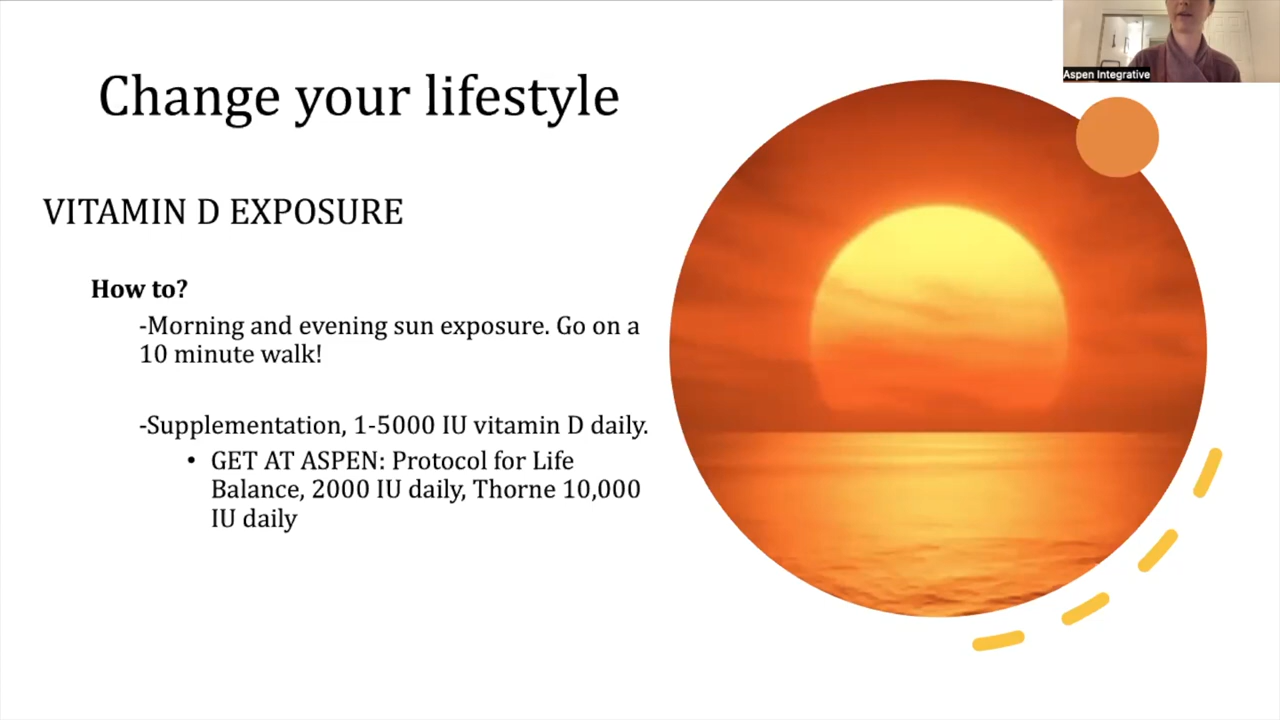 Aspen Integrative
Change your lifestyle
VITAMIN D EXPOSURE
How to?
-Morning and evening sun exposure. Go on a
10 minute walk!
-Supplementation, 1-5000 IU vitamin D daily.
• GET AT ASPEN: Protocol for Life
Balance, 2000 IU daily, Thorne 10,000
IU daily